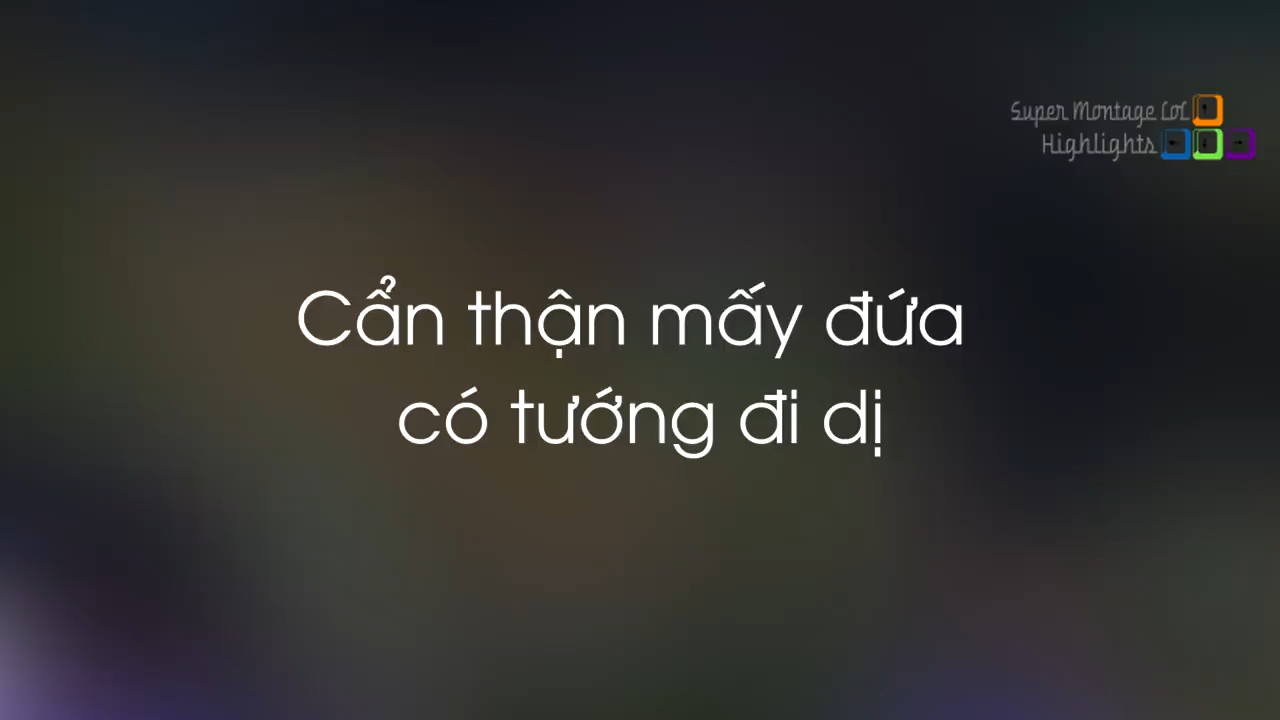 Super Montage LoL
Highlights
Cẩn thận mấy đứa
có tướng đi dị